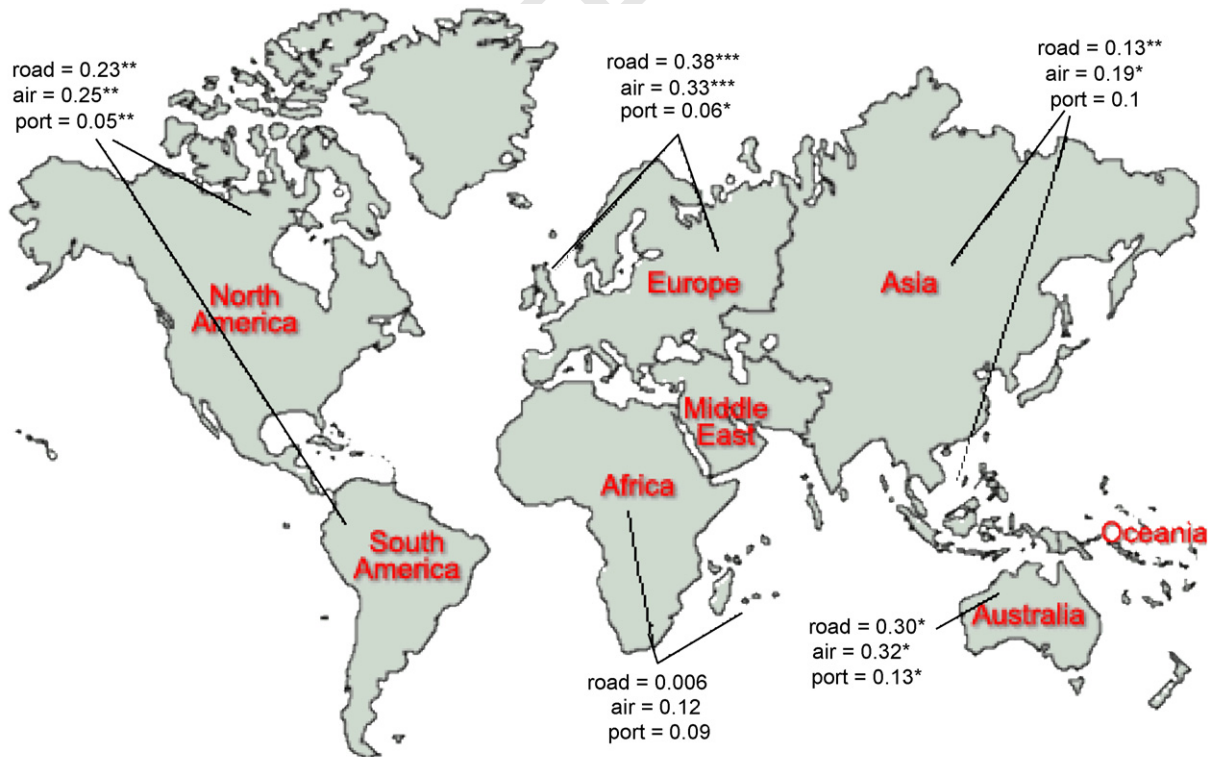 road = 0.23**
air = 0.25**
port = 0.05**
road = 0.38***
air = 0.33***
port = 0.06*
road = 0.13**
air = 0.19*
port = 0.1
North
America
Europe
Asia
Middle
East
Africa
South
America
Oceania
Australia
road = 0.30*
air = 0.32*
port = 0.13*
road = 0.006
air = 0.12
port = 0.09